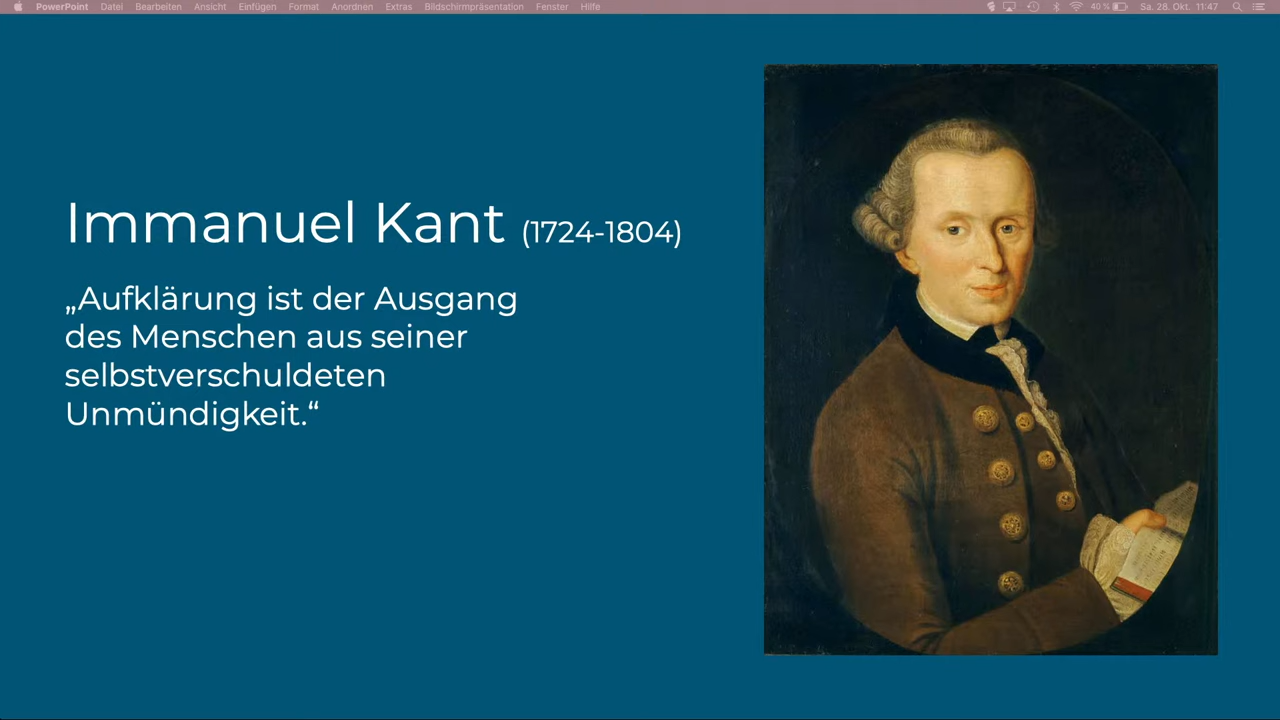 PowerPoint Datei Bearbeiten Ansicht Einfügen Format Anordnen Extras Bildschirmpräsentation Fenster Hilfe 40 % Sa. 28. Okt. 11:47
Immanuel Kant (1724-1804)
„Aufklärung ist der Ausgang
des Menschen aus seiner
selbstverschuldeten
Unmündigkeit.“